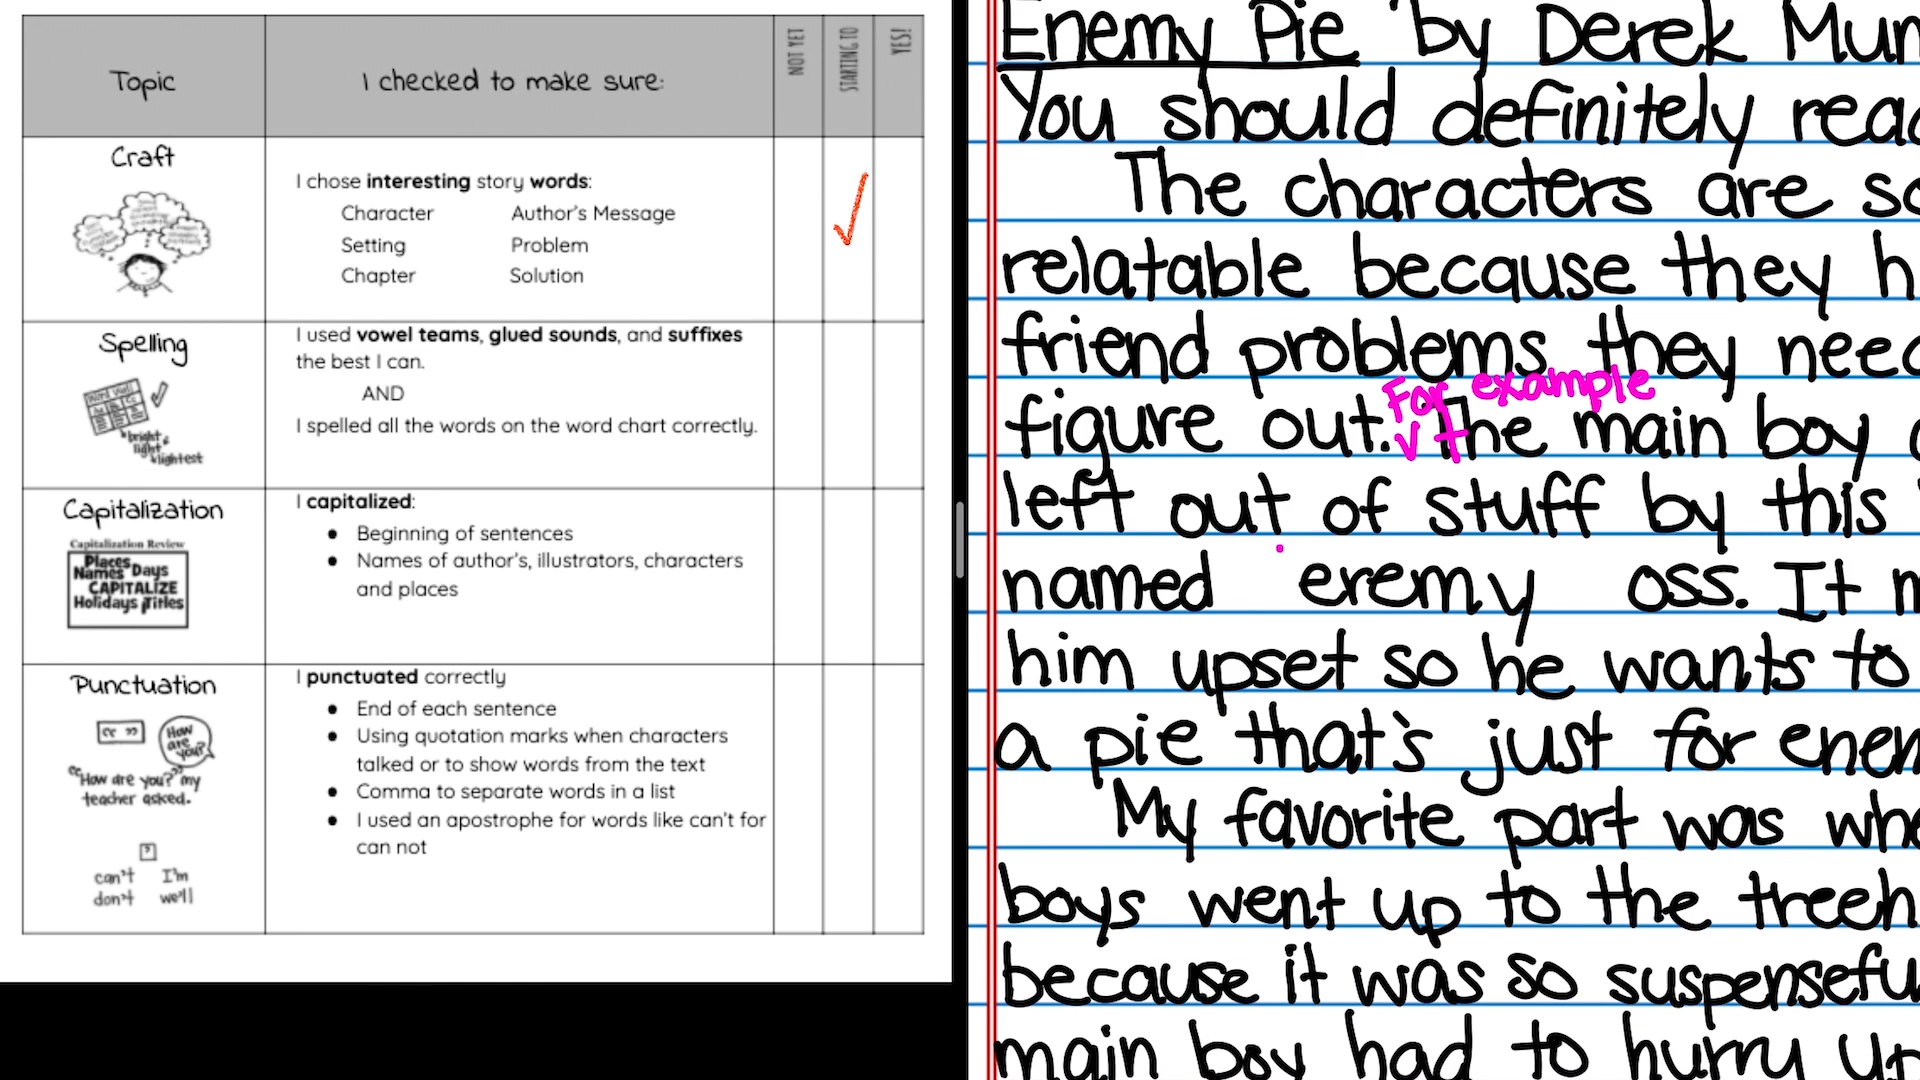 Topic
I checked to make sure:
NOT YET
STARTING TO
YES!
Craft
I chose interesting story words:
Character Author's Message
Setting Problem
Chapter Solution
Spelling
I used vowel teams, glued sounds, and suffixes
the best I can.
AND
I spelled all the words on the word chart correctly.
Word Wall
bright
light
lightest
Capitalization
Capitalization Review
Places
Names Days
CAPITALIZE
Holidays Titles
I capitalized:
Beginning of sentences
Names of author's, illustrators, characters
and places
Punctuation
" "
How are you?
"How are you?" my
teacher asked.
can't I'm
don't we'll
I punctuated correctly
End of each sentence
Using quotation marks when characters
talked or to show words from the text
Comma to separate words in a list
I used an apostrophe for words like can't for
can not
Enemy Pie by Derek Mun
You should definitely read
The characters are so
relatable because they h
friend problems they need
For example
figure out. The main boy
left out of stuff by this
named eremy oss. It m
him upset so he wants to
a pie that's just for enem
My favorite part was whe
boys went up to the treeh
because it was so suspensefu
main boy had to hurry up